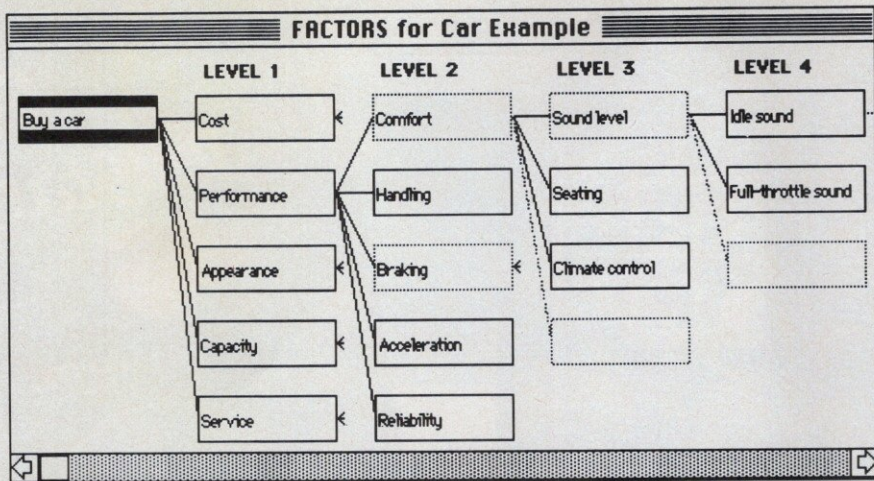 FACTORS for Car Example
LEVEL 1 LEVEL 2 LEVEL 3 LEVEL 4
Buy a car Cost Comfort Sound level Idle sound
Performance Handling Seating Full-throttle sound
Appearance Braking Climate control
Capacity Acceleration
Service Reliability